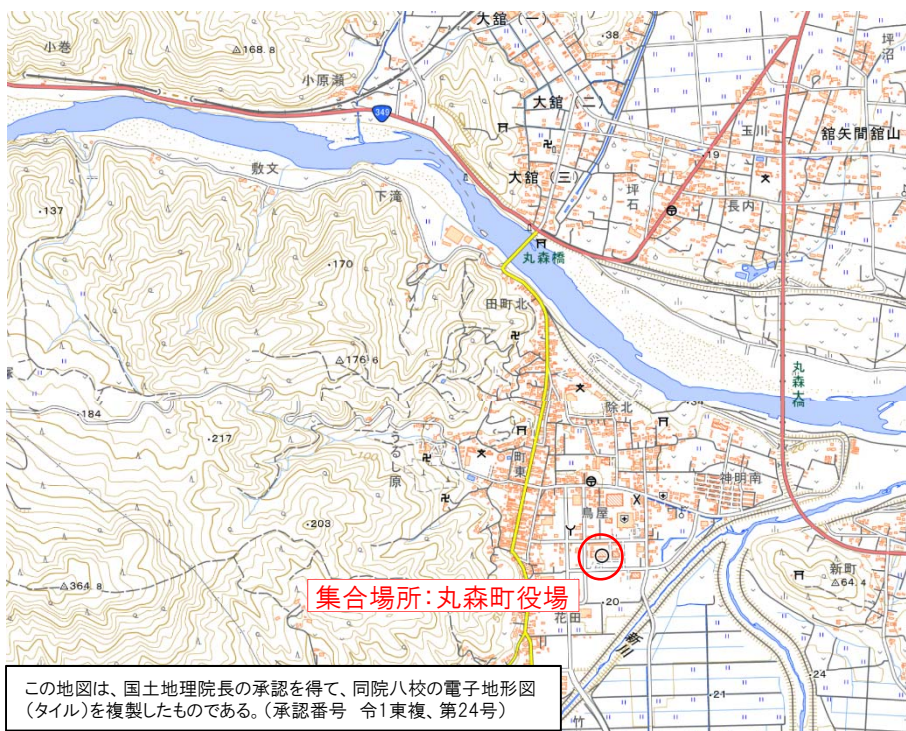 大舘(一)
・38
坪沼
小巻
△168.8
小原瀬
大舘(二)
349
玉川
舘矢間舘山
・19
敷文
大舘(三)
下滝
坪石
長内
・137
・170
丸森橋
田町北
△176.6
丸森大橋
・184
除北
・217
うるし原
町東
神明南
鳥屋
・203
新町
△64.4
△364.8
集合場所:丸森町役場
・20
花田
新川
・24
・21
竹
この地図は、国土地理院長の承認を得て、同院八校の電子地形図
(タイル)を複製したものである。(承認番号 令1東複、第24号)